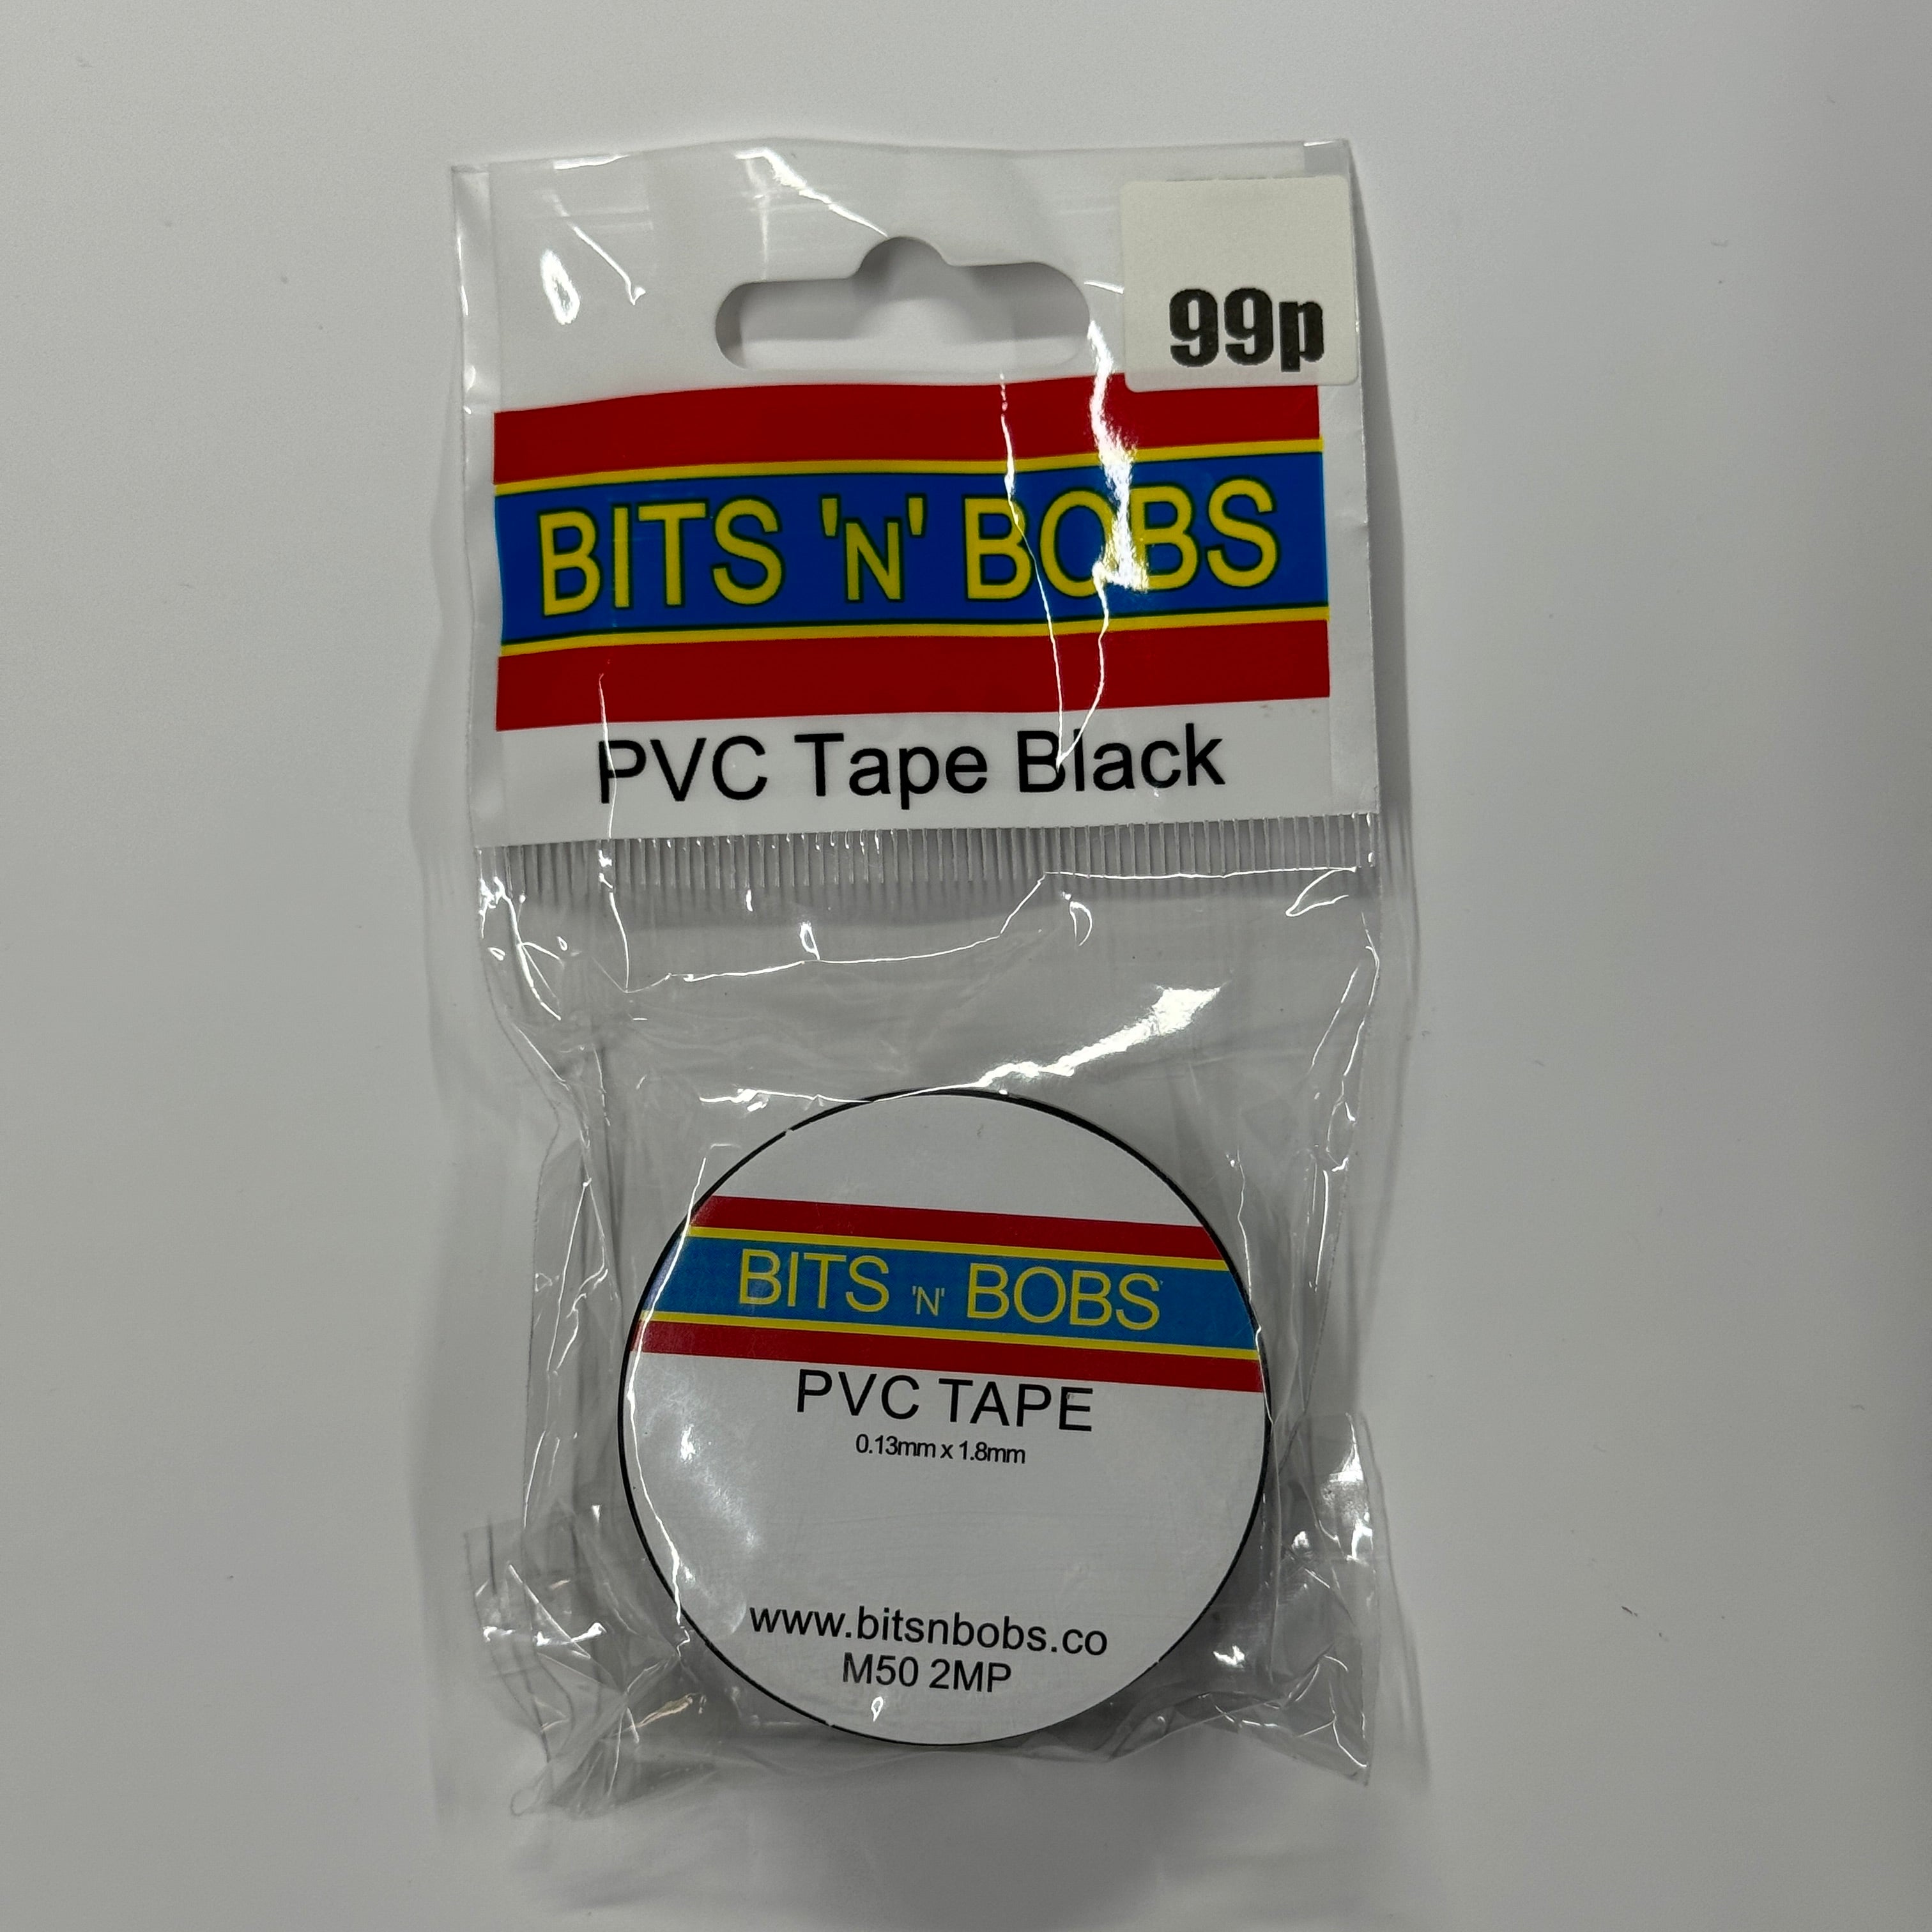 99p
BITS 'N' BOBS
PVC Tape Black
BITS 'N' BOBS
PVC TAPE
0.13mm x 1.8mm
www.bitsnbobs.co
M50 2MP